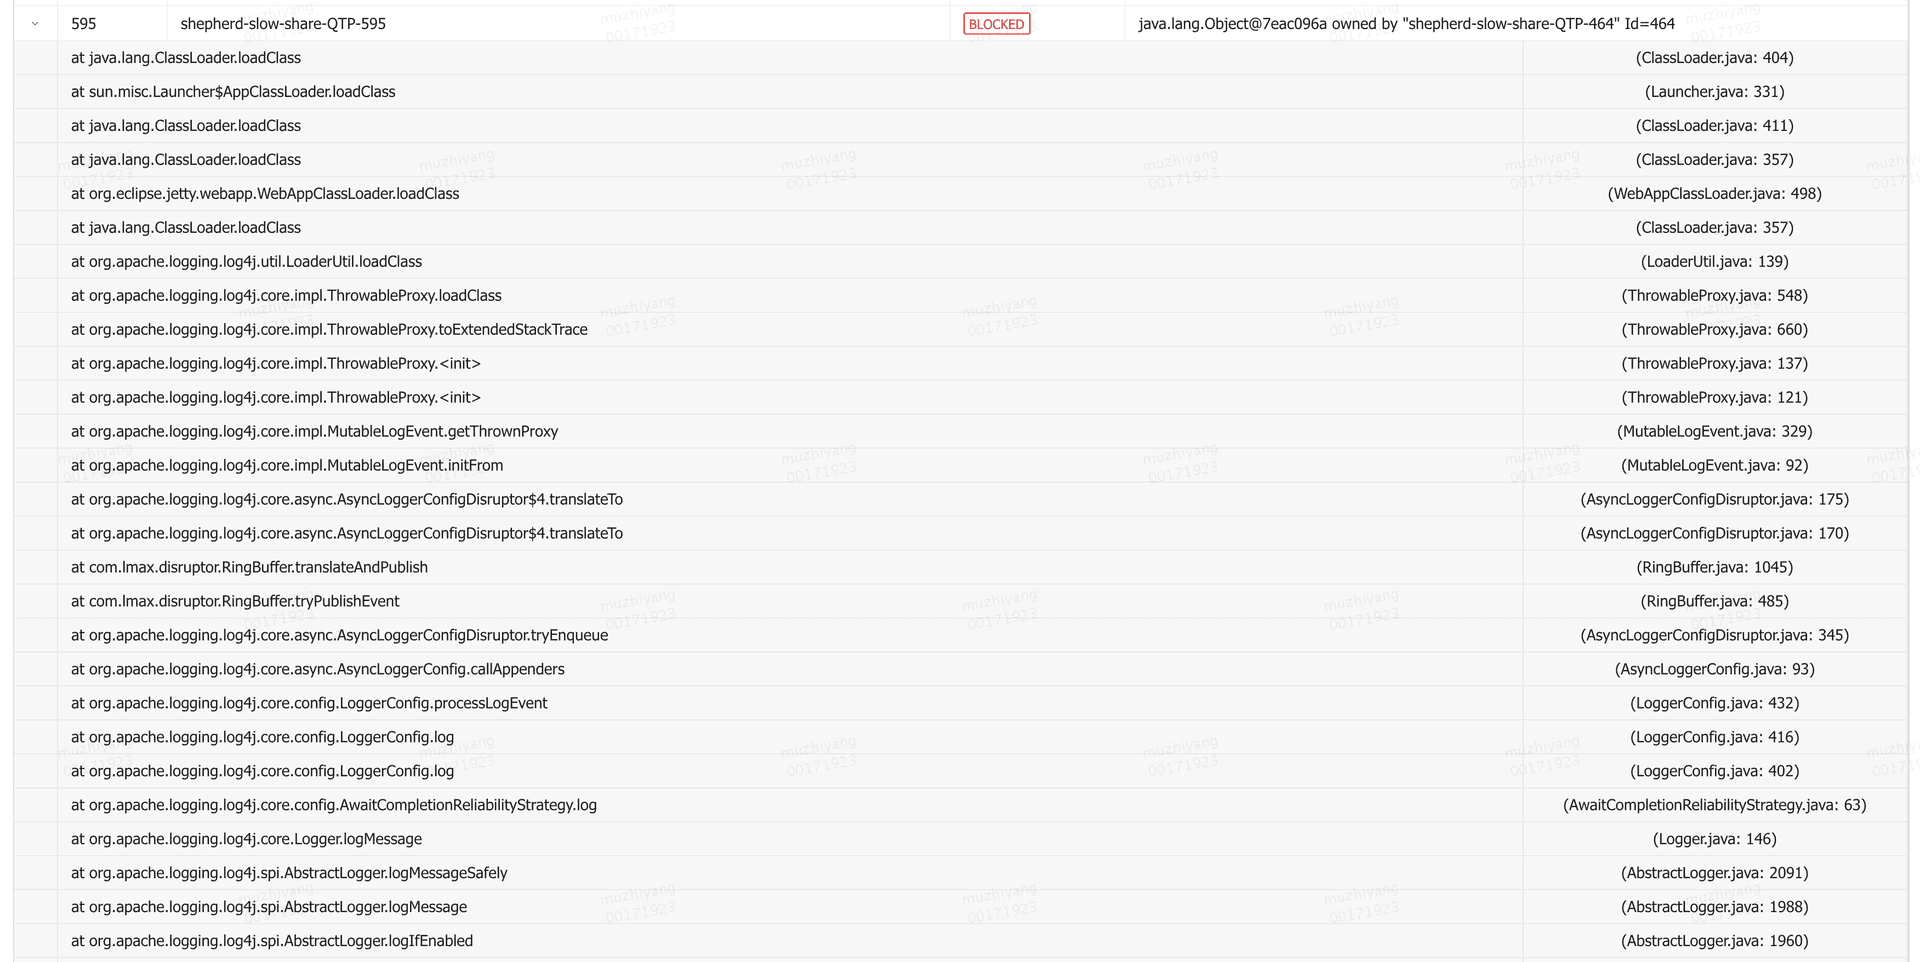 595 shepherd-slow-share-QTP-595 BLOCKED java.lang.Object@7eac096a owned by "shepherd-slow-share-QTP-464" Id=464
at java.lang.ClassLoader.loadClass (ClassLoader.java: 404)
at sun.misc.Launcher$AppClassLoader.loadClass (Launcher.java: 331)
at java.lang.ClassLoader.loadClass (ClassLoader.java: 411)
at java.lang.ClassLoader.loadClass (ClassLoader.java: 357)
at org.eclipse.jetty.webapp.WebAppClassLoader.loadClass (WebAppClassLoader.java: 498)
at java.lang.ClassLoader.loadClass (ClassLoader.java: 357)
at org.apache.logging.log4j.util.LoaderUtil.loadClass (LoaderUtil.java: 139)
at org.apache.logging.log4j.core.impl.ThrowableProxy.loadClass (ThrowableProxy.java: 548)
at org.apache.logging.log4j.core.impl.ThrowableProxy.toExtendedStackTrace (ThrowableProxy.java: 660)
at org.apache.logging.log4j.core.impl.ThrowableProxy.<init> (ThrowableProxy.java: 137)
at org.apache.logging.log4j.core.impl.ThrowableProxy.<init> (ThrowableProxy.java: 121)
at org.apache.logging.log4j.core.impl.MutableLogEvent.getThrownProxy (MutableLogEvent.java: 329)
at org.apache.logging.log4j.core.impl.MutableLogEvent.initFrom (MutableLogEvent.java: 92)
at org.apache.logging.log4j.core.async.AsyncLoggerConfigDisruptor$4.translateTo (AsyncLoggerConfigDisruptor.java: 175)
at org.apache.logging.log4j.core.async.AsyncLoggerConfigDisruptor$4.translateTo (AsyncLoggerConfigDisruptor.java: 170)
at com.lmax.disruptor.RingBuffer.translateAndPublish (RingBuffer.java: 1045)
at com.lmax.disruptor.RingBuffer.tryPublishEvent (RingBuffer.java: 485)
at org.apache.logging.log4j.core.async.AsyncLoggerConfigDisruptor.tryEnqueue (AsyncLoggerConfigDisruptor.java: 345)
at org.apache.logging.log4j.core.async.AsyncLoggerConfig.callAppenders (AsyncLoggerConfig.java: 93)
at org.apache.logging.log4j.core.config.LoggerConfig.processLogEvent (LoggerConfig.java: 432)
at org.apache.logging.log4j.core.config.LoggerConfig.log (LoggerConfig.java: 416)
at org.apache.logging.log4j.core.config.LoggerConfig.log (LoggerConfig.java: 402)
at org.apache.logging.log4j.core.config.AwaitCompletionReliabilityStrategy.log (AwaitCompletionReliabilityStrategy.java: 63)
at org.apache.logging.log4j.core.Logger.logMessage (Logger.java: 146)
at org.apache.logging.log4j.spi.AbstractLogger.logMessageSafely (AbstractLogger.java: 2091)
at org.apache.logging.log4j.spi.AbstractLogger.logMessage (AbstractLogger.java: 1988)
at org.apache.logging.log4j.spi.AbstractLogger.logIfEnabled (AbstractLogger.java: 1960)
muzhiyang
00171923